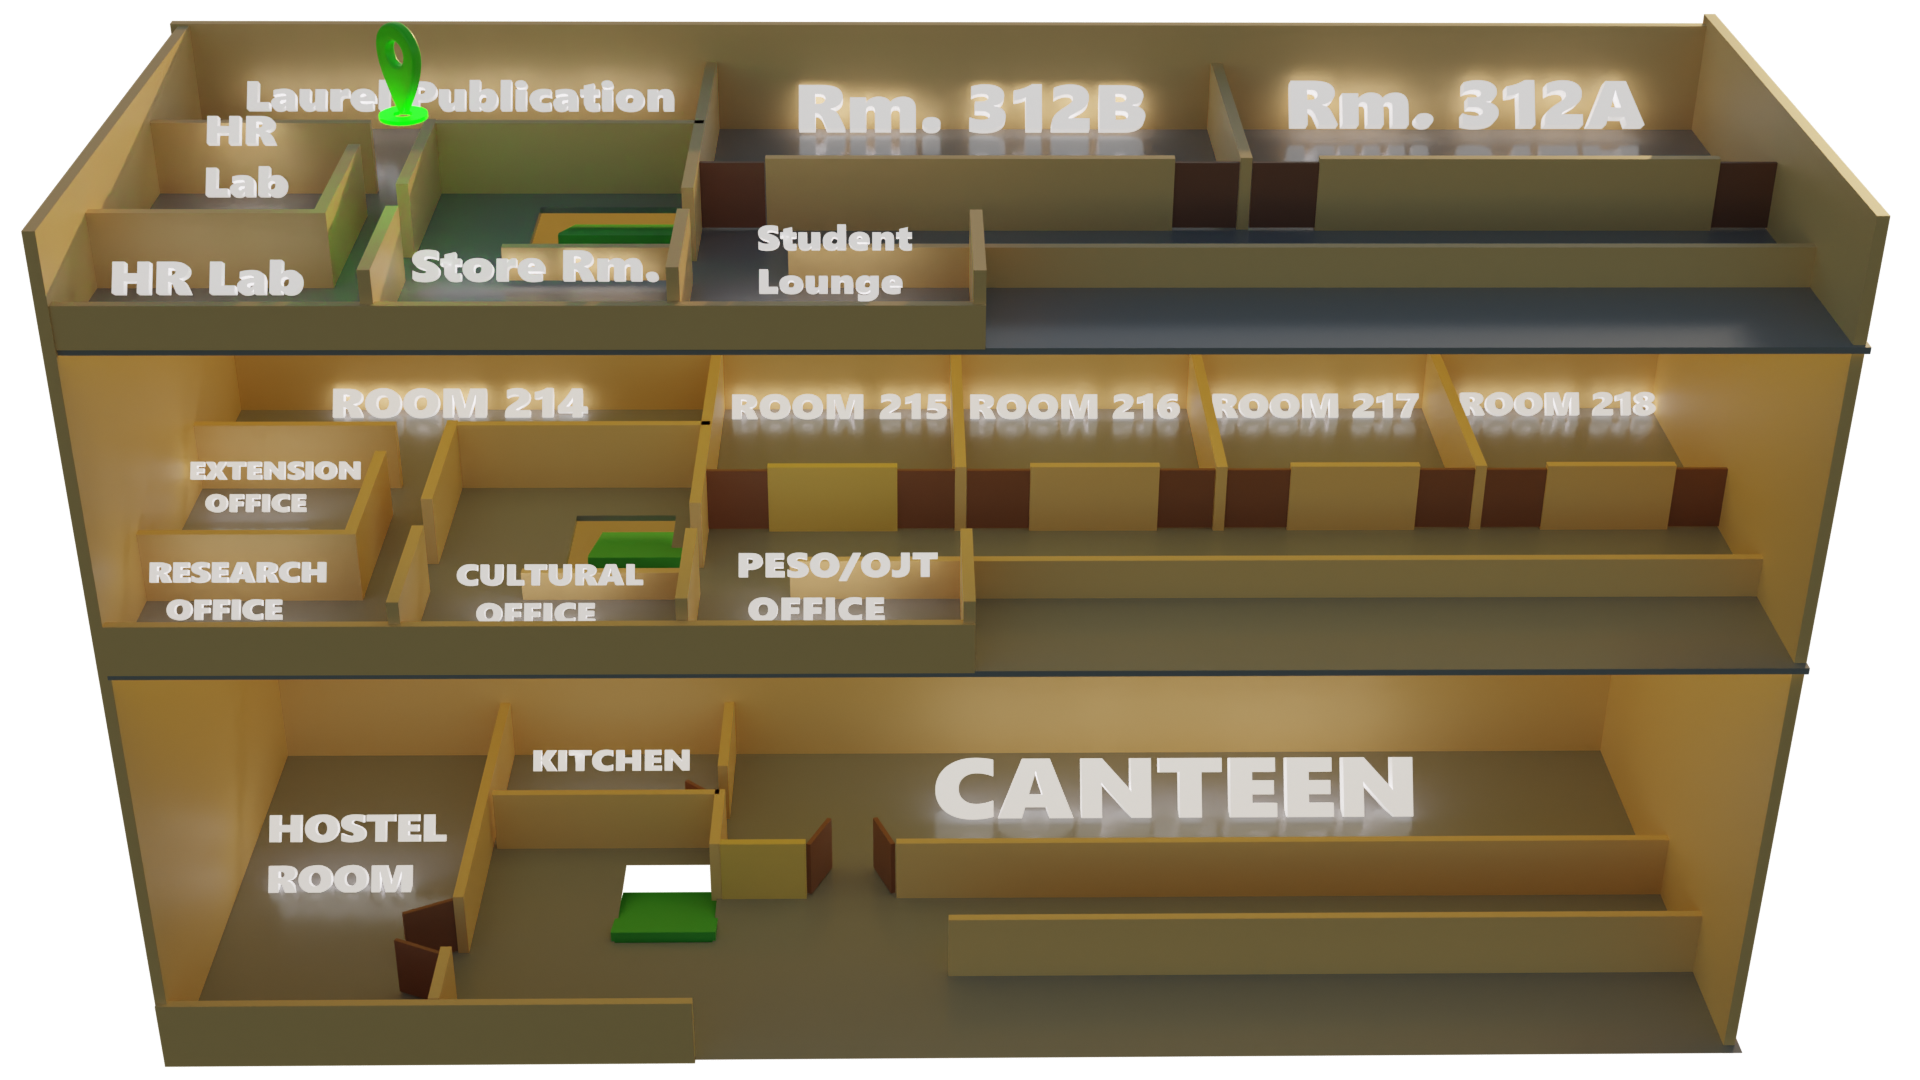 Laurel Publication
HR
Lab
Rm. 312B
Rm. 312A
HR Lab
Store Rm.
Student
Lounge
ROOM 214
ROOM 215
ROOM 216
ROOM 217
ROOM 218
EXTENSION
OFFICE
RESEARCH
OFFICE
CULTURAL
OFFICE
PESO/OJT
OFFICE
KITCHEN
CANTEEN
HOSTEL
ROOM